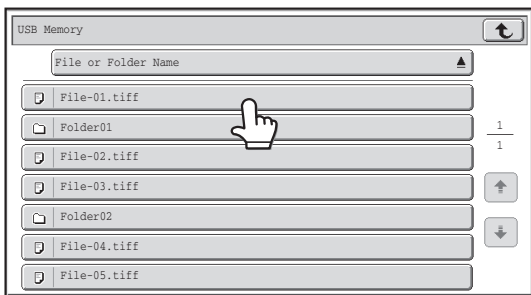 USB Memory
File or Folder Name
File-01.tiff
Folder01
1
1
File-02.tiff
File-03.tiff
Folder02
File-04.tiff
File-05.tiff